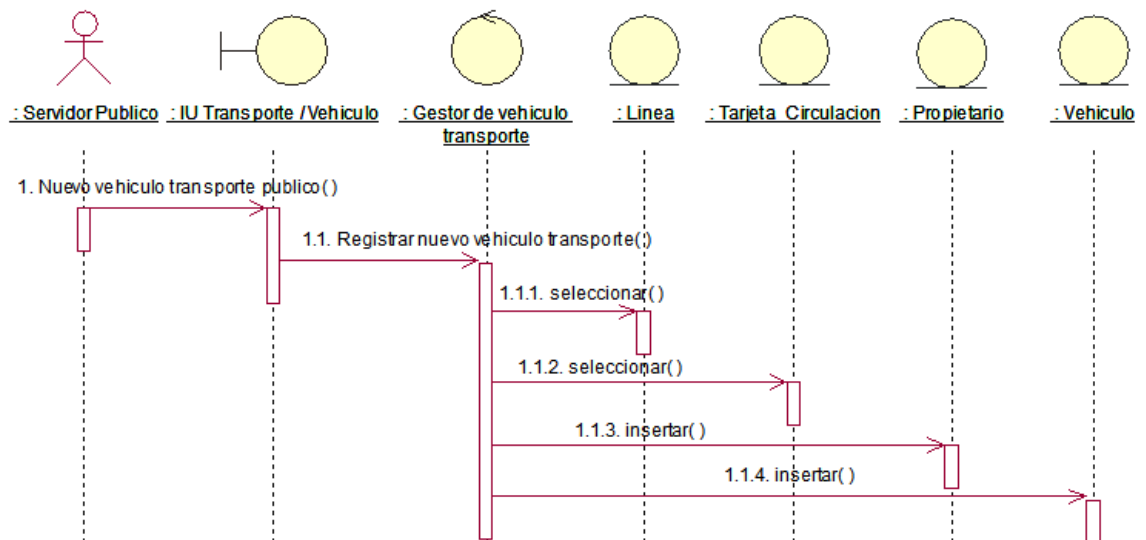 : Servidor Publico
: IU Transporte / Vehiculo
: Gestor de vehiculo
transporte
: Linea
: Tarjeta_Circulacion
: Propietario
: Vehiculo
1. Nuevo vehiculo transporte publico( )
1.1. Registrar nuevo vehiculo transporte( )
1.1.1. seleccionar( )
1.1.2. seleccionar( )
1.1.3. insertar( )
1.1.4. insertar( )